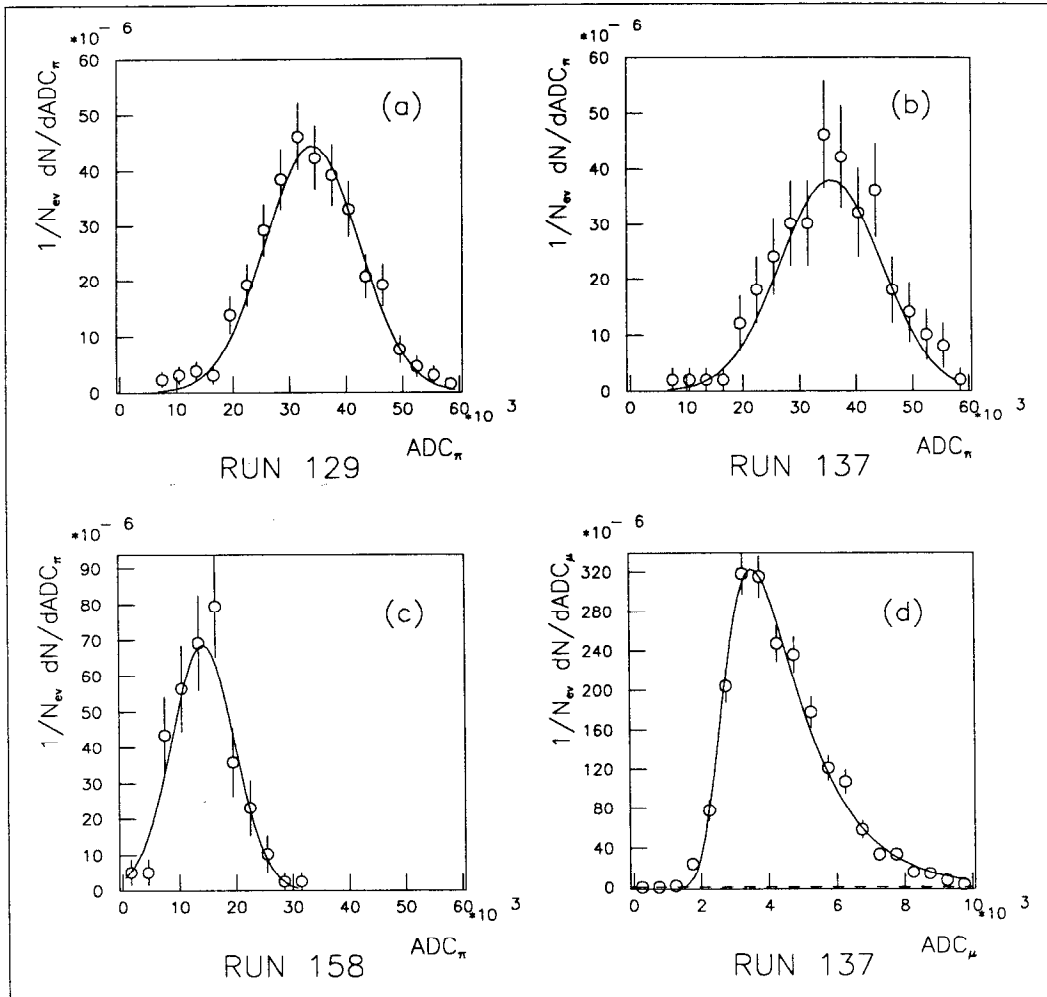 *10⁻ ⁶
1/Nₑᵥ dN/dADC_π
60
50
40
30
20
10
0
(a)
0 10 20 30 40 50 60
*10 ³
ADC_π
RUN 129
*10⁻ ⁶
1/Nₑᵥ dN/dADC_π
60
50
40
30
20
10
0
(b)
0 10 20 30 40 50 60
*10 ³
ADC_π
RUN 137
*10⁻ ⁶
1/Nₑᵥ dN/dADC_π
90
80
70
60
50
40
30
20
10
0
(c)
0 10 20 30 40 50 60
*10 ³
ADC_π
RUN 158
*10⁻ ⁶
1/Nₑᵥ dN/dADC_μ
320
280
240
200
160
120
80
40
0
(d)
0 2 4 6 8 10
*10 ³
ADC_μ
RUN 137